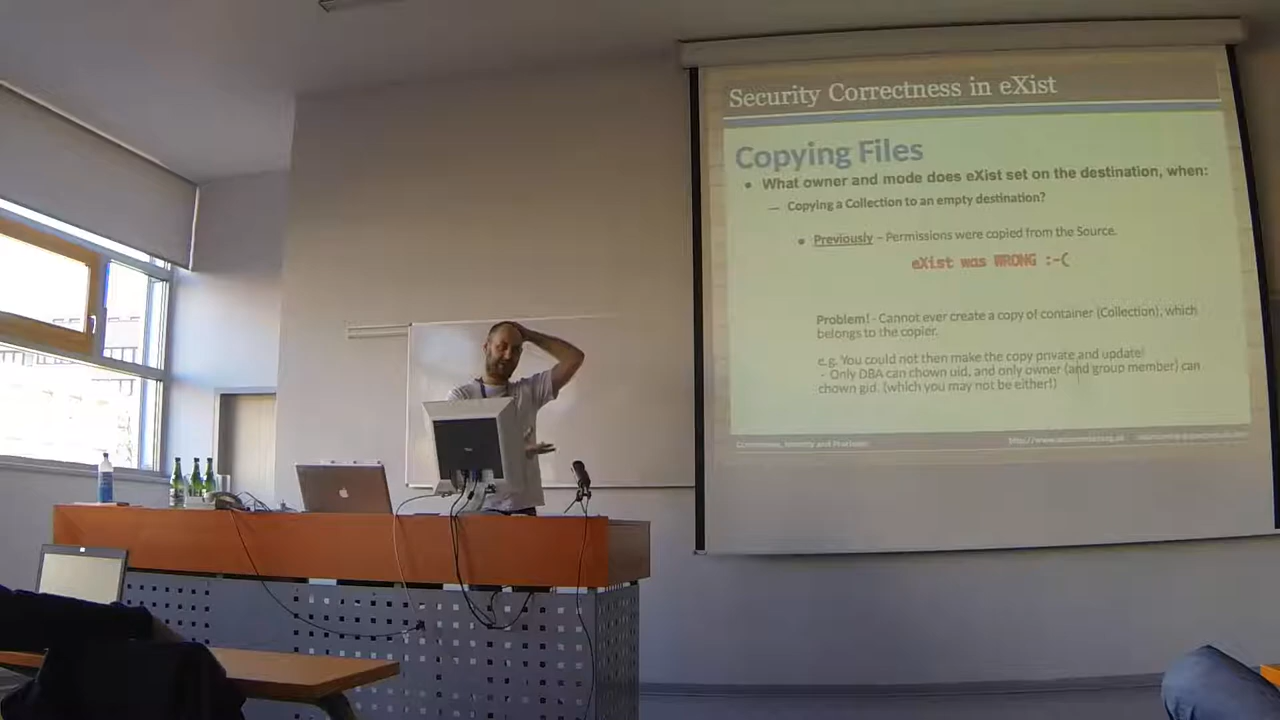 Security Correctness in eXist
Copying Files
• What owner and mode does eXist set on the destination, when:
— Copying a Collection to an empty destination?
• Previously – Permissions were copied from the Source.
eXist was WRONG :-(
Problem! - Cannot ever create a copy of container (Collection), which
belongs to the copier.
e.g. You could not then make the copy private and update!
- Only DBA can chown uid, and only owner (and group member) can
chown gid. (which you may not be either!)